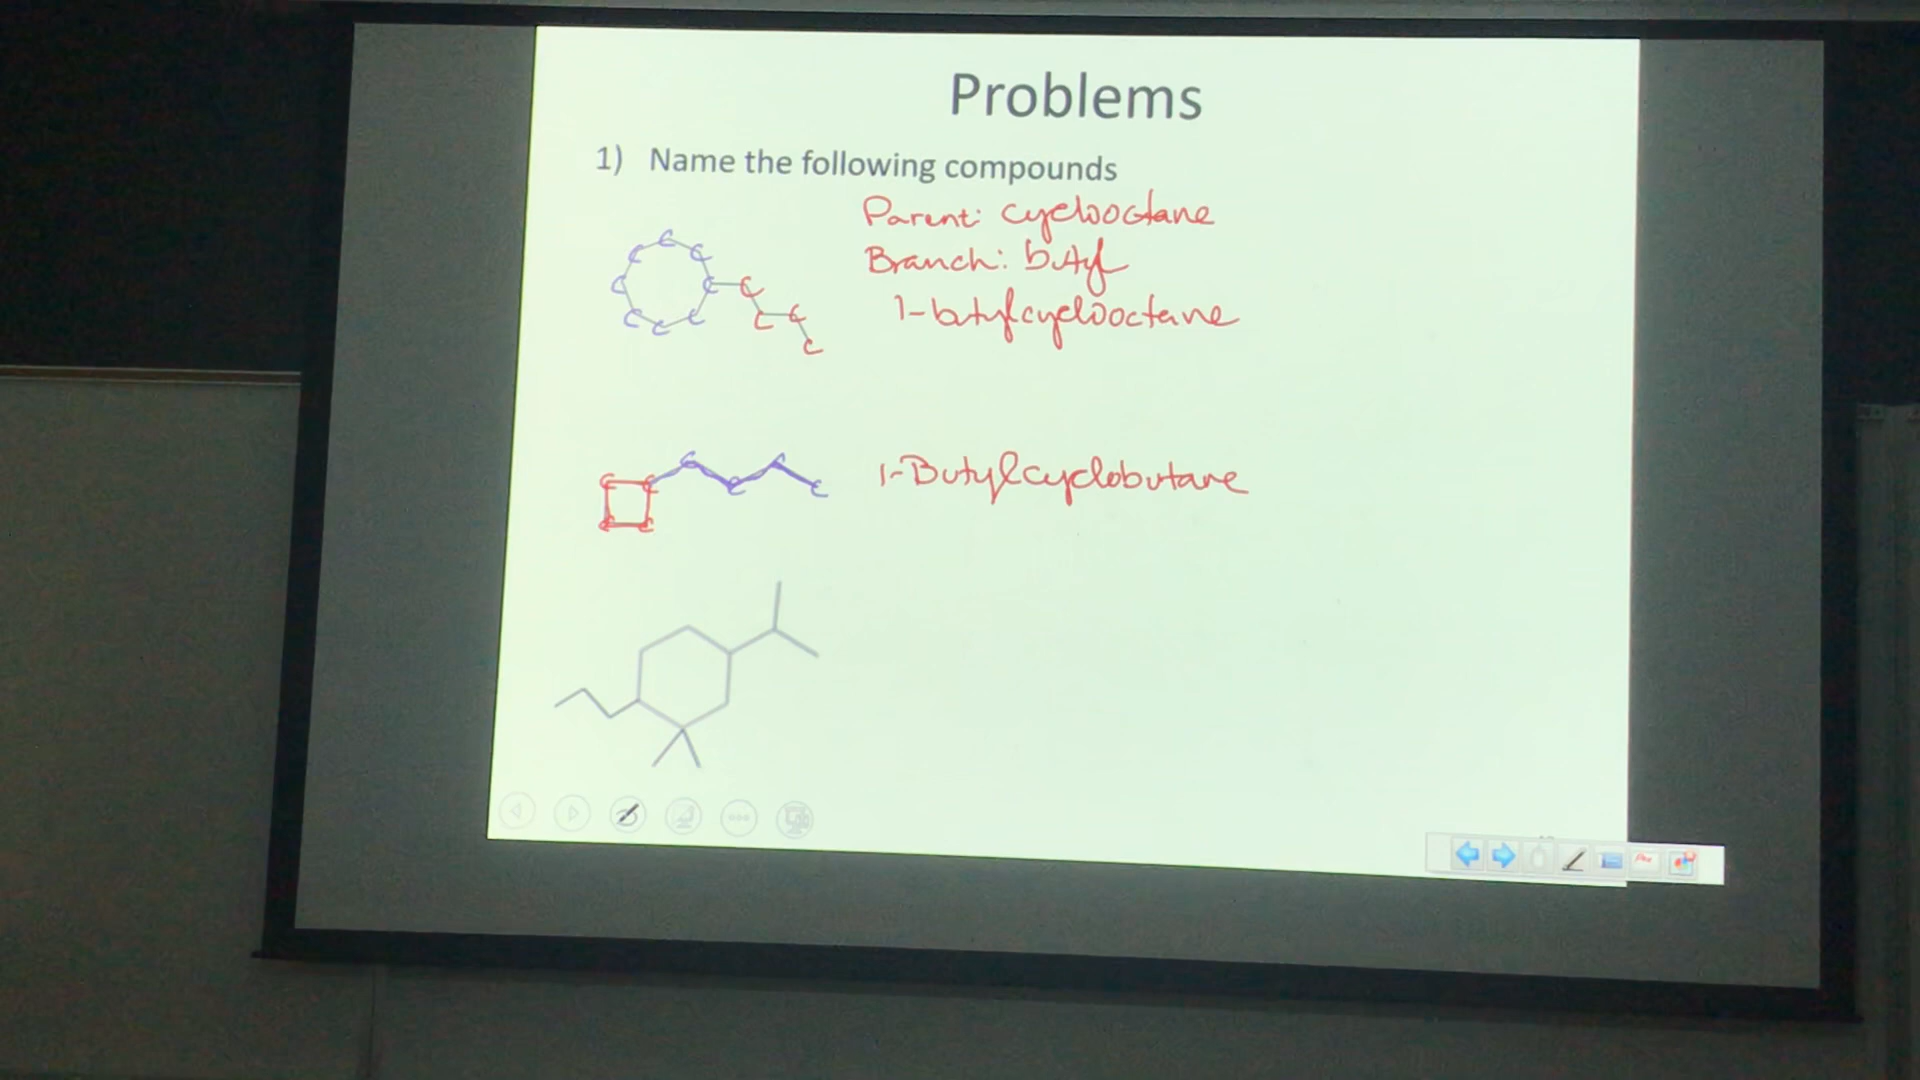 Problems
1) Name the following compounds
Parent: cyclooctane
Branch: butyl
1-butylcyclooctane
C C C C C C C C C C C C
1-Butylcyclobutane
C C C C C C C C